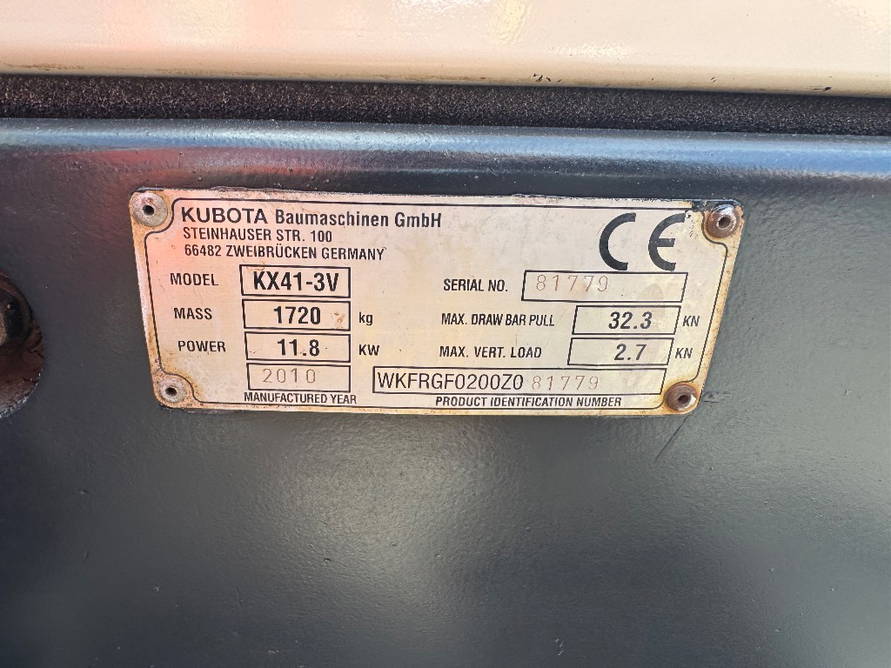 KUBOTA Baumaschinen GmbH
STEINHAUSER STR. 100
66482 ZWEIBRÜCKEN GERMANY
CE
MODEL KX41-3V SERIAL NO. 81779
MASS 1720 kg MAX. DRAW BAR PULL 32.3 KN
POWER 11.8 KW MAX. VERT. LOAD 2.7 KN
2010 WKFRGF0200Z081779
MANUFACTURED YEAR PRODUCT IDENTIFICATION NUMBER